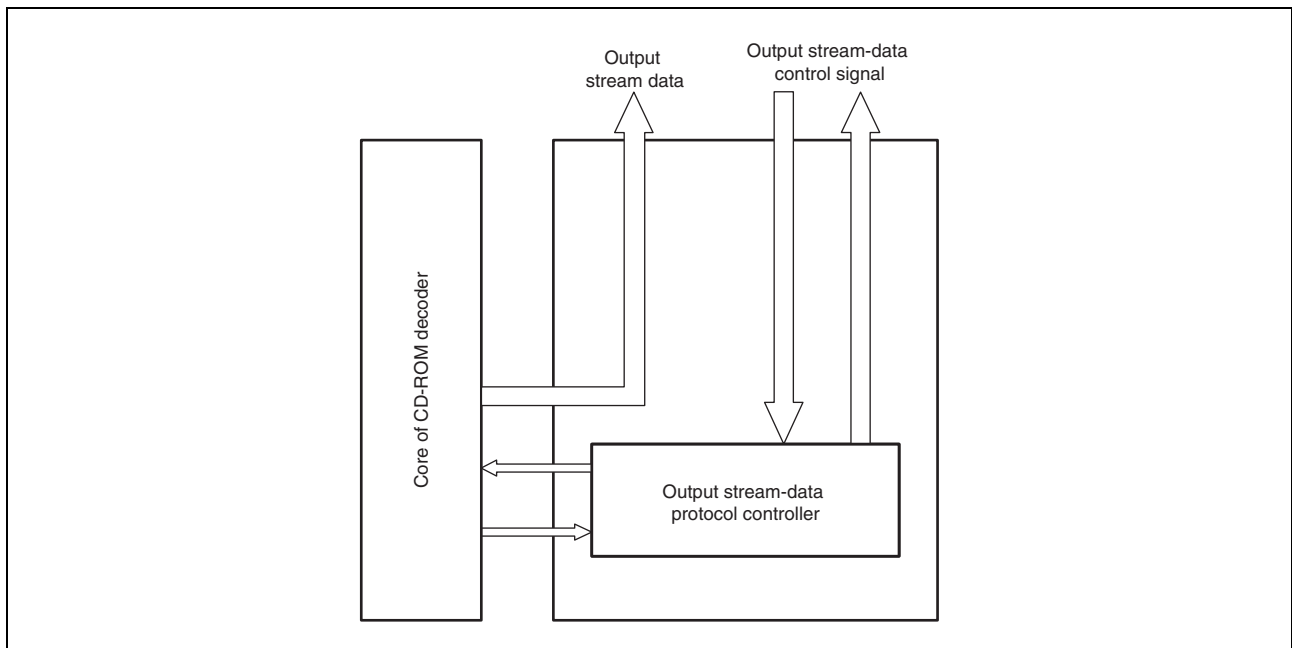 Output
stream data
Output stream-data
control signal
Core of CD-ROM decoder
Output stream-data
protocol controller